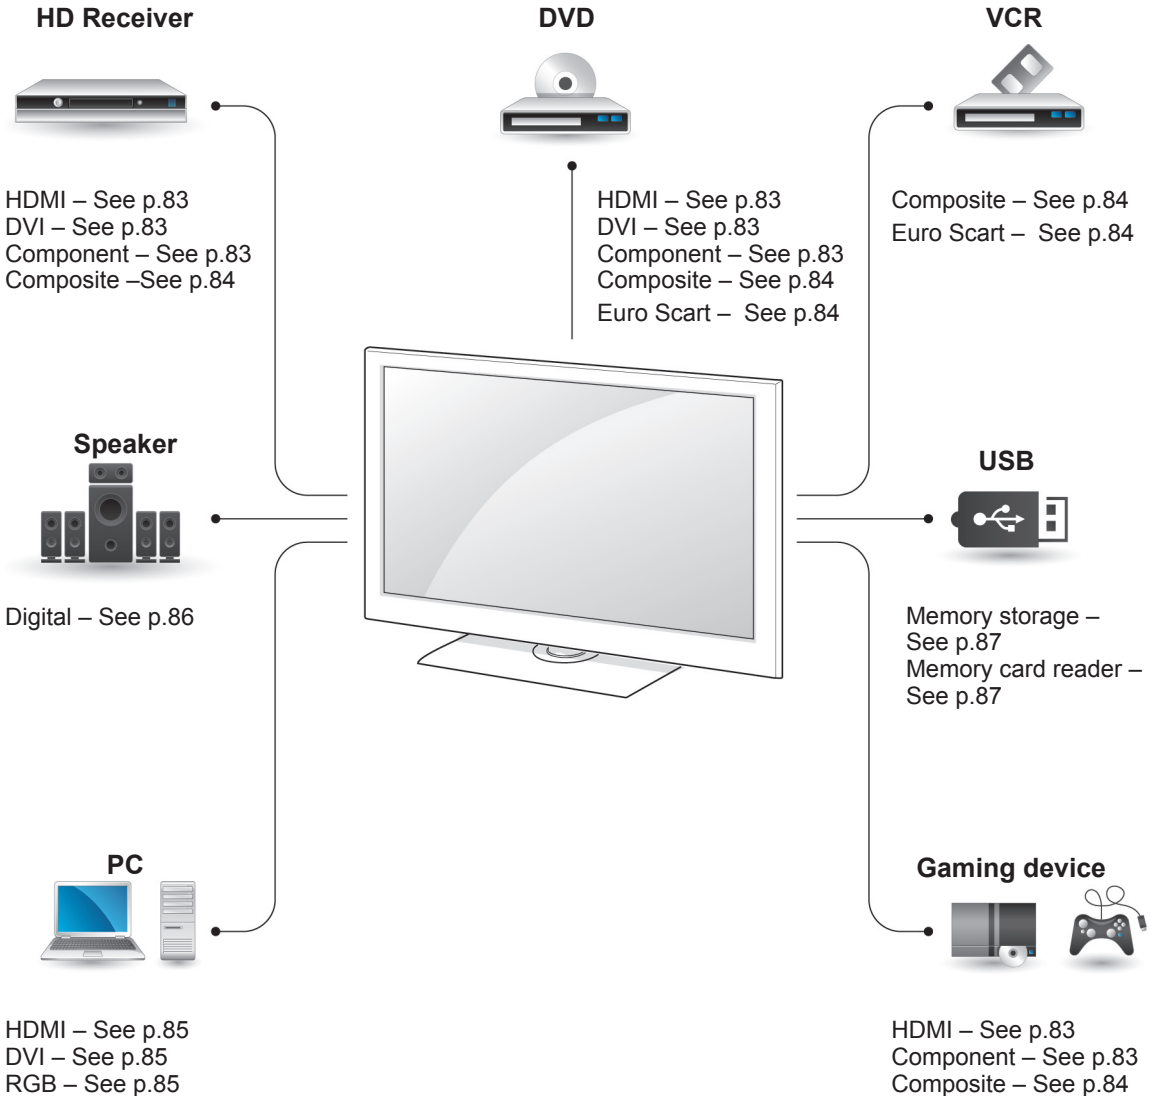 HD Receiver
HDMI – See p.83
DVI – See p.83
Component – See p.83
Composite –See p.84
DVD
HDMI – See p.83
DVI – See p.83
Component – See p.83
Composite – See p.84
Euro Scart –  See p.84
VCR
Composite – See p.84
Euro Scart –  See p.84
Speaker
Digital – See p.86
USB
Memory storage –
See p.87
Memory card reader –
See p.87
PC
HDMI – See p.85
DVI – See p.85
RGB – See p.85
Gaming device
HDMI – See p.83
Component – See p.83
Composite – See p.84